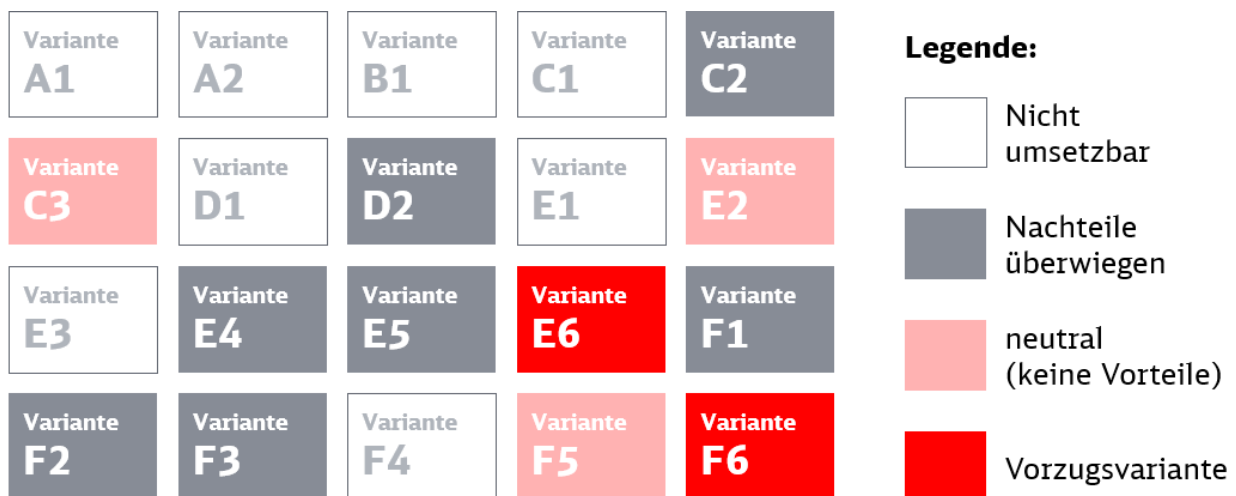 Variante Variante Variante Variante Variante
A1 A2 B1 C1 C2
Variante Variante Variante Variante Variante
C3 D1 D2 E1 E2
Variante Variante Variante Variante Variante
E3 E4 E5 E6 F1
Variante Variante Variante Variante Variante
F2 F3 F4 F5 F6
Legende:
Nicht
umsetzbar
Nachteile
überwiegen
neutral
(keine Vorteile)
Vorzugsvariante